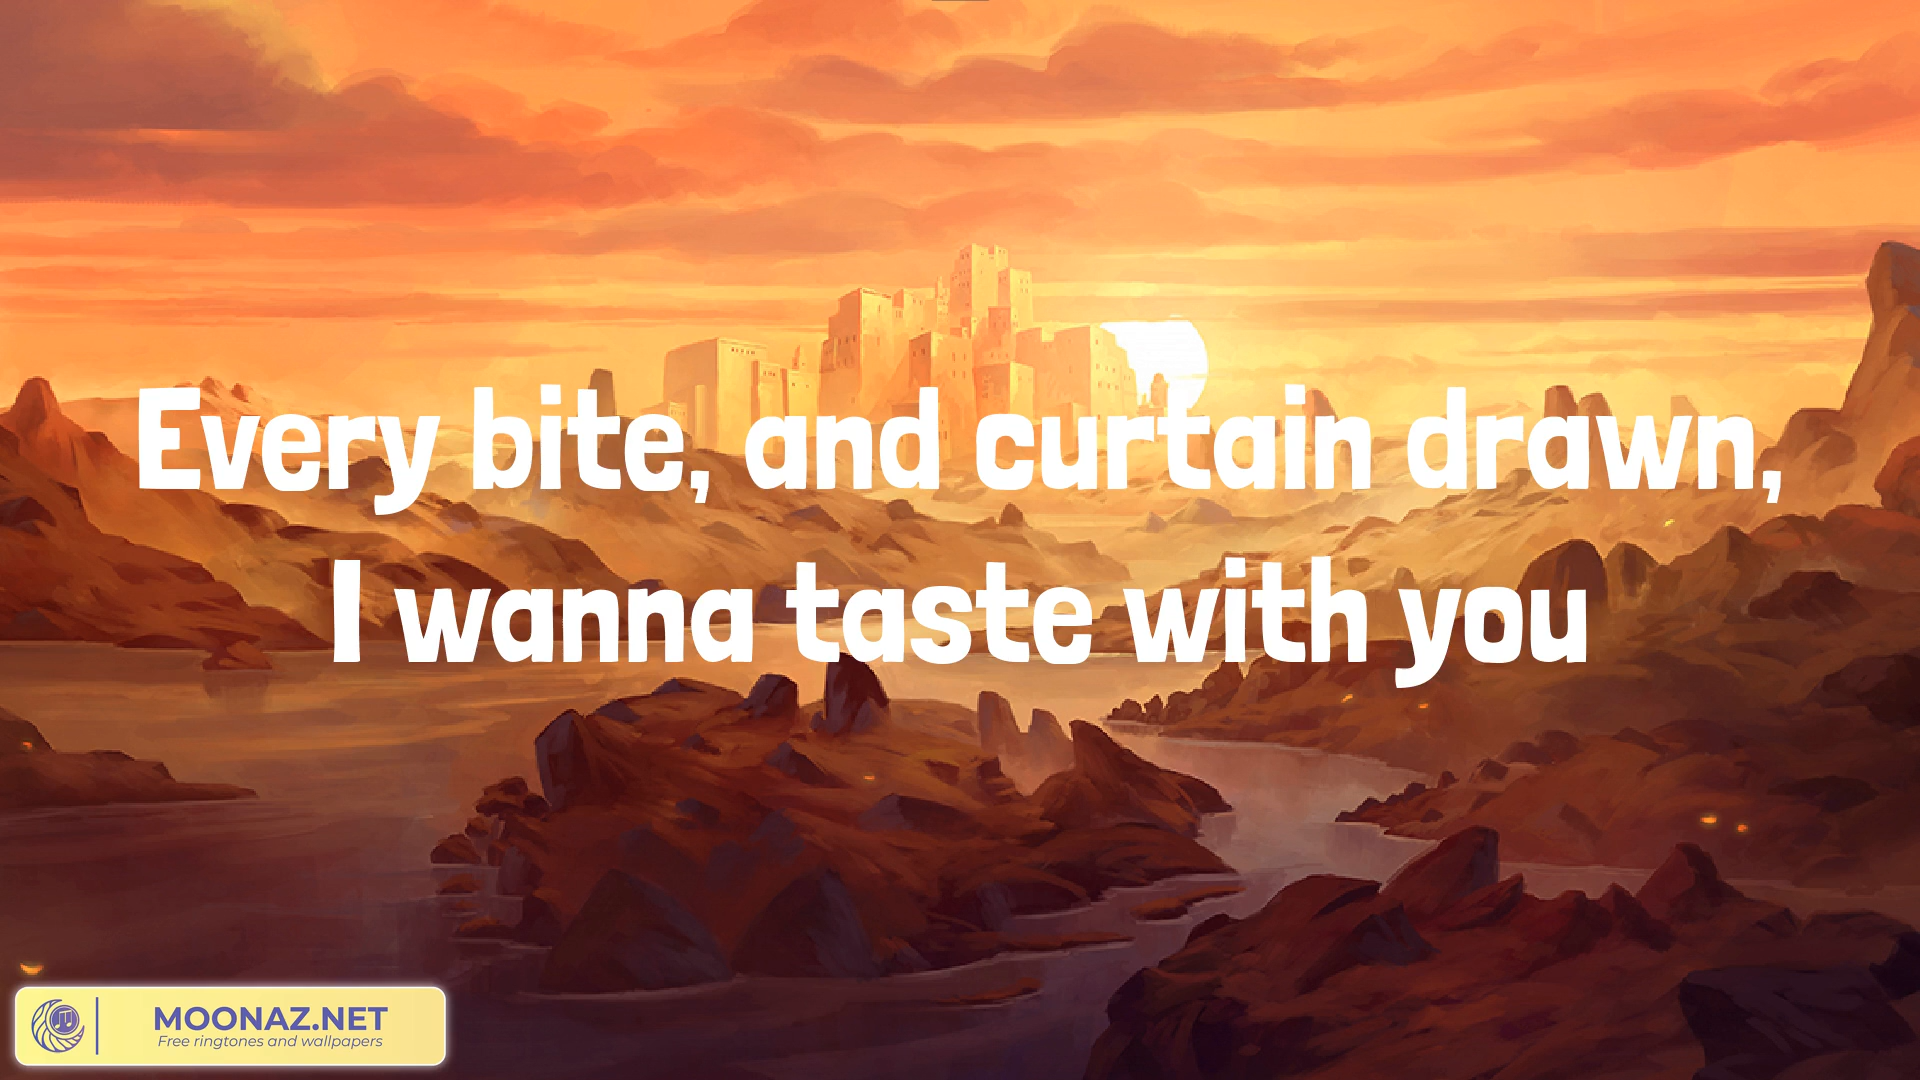 Every bite, and curtain drawn,
I wanna taste with you
MOONAZ.NET
Free ringtones and wallpapers